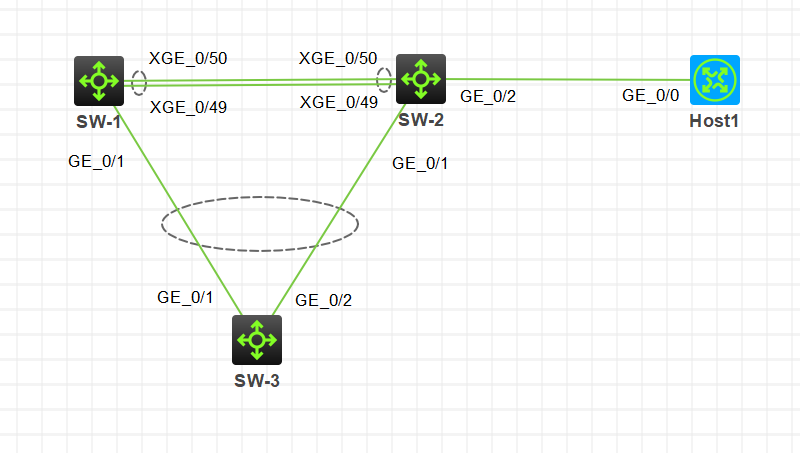 XGE_0/50
XGE_0/50
XGE_0/49
XGE_0/49
GE_0/2
GE_0/0
SW-1
SW-2
Host1
GE_0/1
GE_0/1
GE_0/1
GE_0/2
SW-3